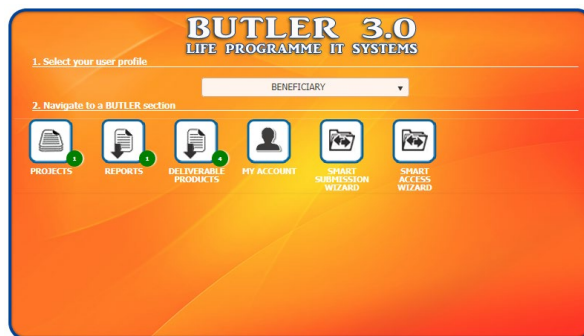 BUTLER 3.0
LIFE PROGRAMME IT SYSTEMS
1. Select your user profile
BENEFICIARY
2. Navigate to a BUTLER section
1
1
4
PROJECTS
REPORTS
DELIVERABLE
PRODUCTS
MY ACCOUNT
SMART
SUBMISSION
WIZARD
SMART
ACCESS
WIZARD